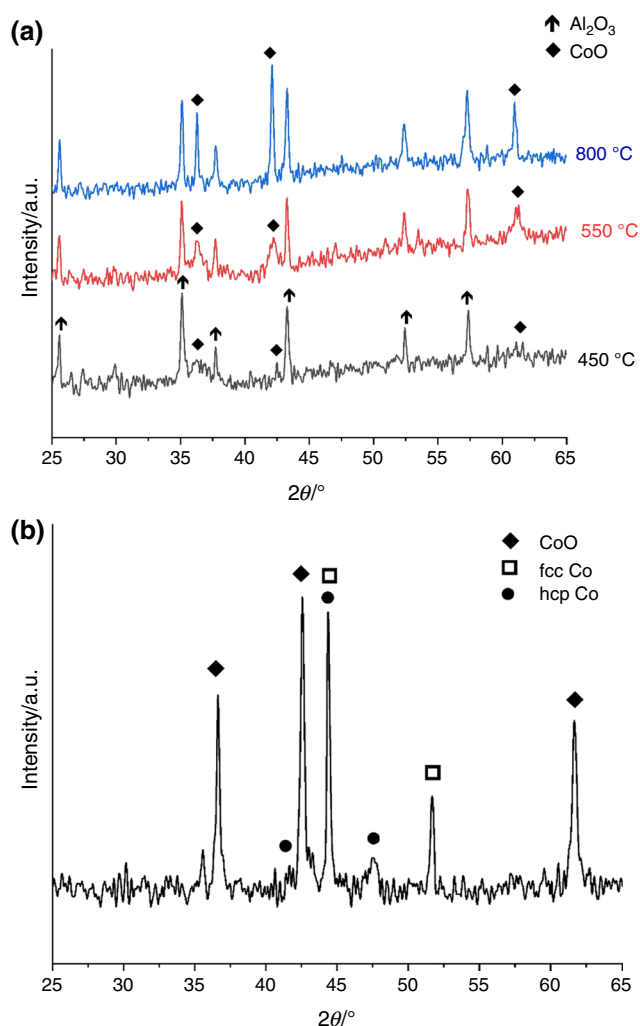 (a)
Al₂O₃
CoO
800 °C
550 °C
450 °C
Intensity/a.u.
25 30 35 40 45 50 55 60 65
2θ/°
(b)
CoO
fcc Co
hcp Co
Intensity/a.u.
25 30 35 40 45 50 55 60 65
2θ/°